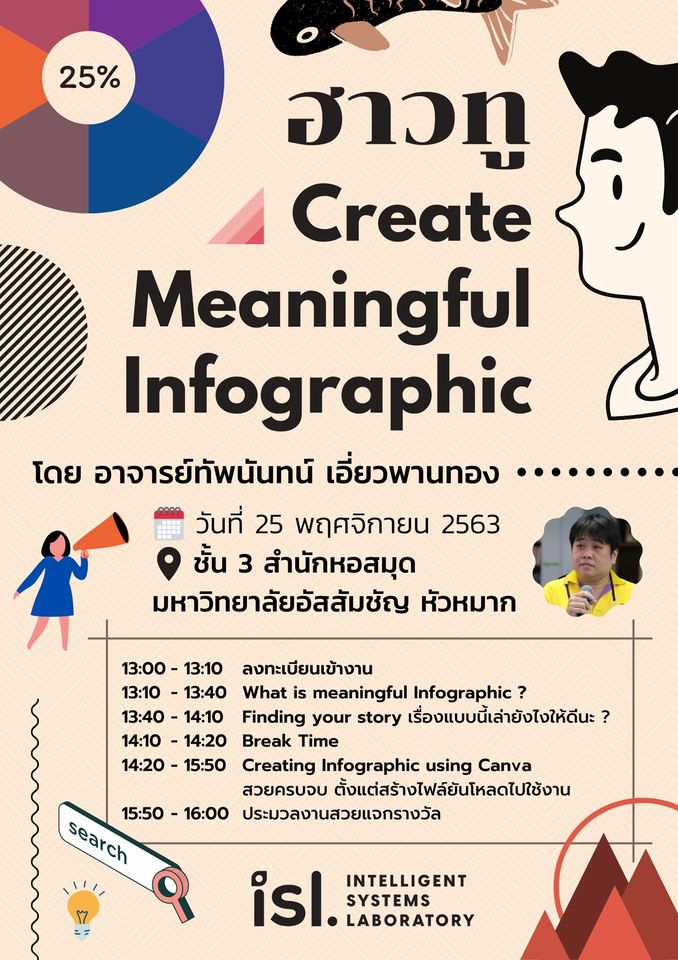 25%
ฮาวทู
Create
Meaningful
Infographic
โดย อาจารย์ทัพนันทน์ เอี่ยวพานทอง
วันที่ 25 พฤศจิกายน 2563
ชั้น 3 สำนักหอสมุด
มหาวิทยาลัยอัสสัมชัญ หัวหมาก
13:00 - 13:10 ลงทะเบียนเข้างาน
13:10 - 13:40 What is meaningful Infographic ?
13:40 - 14:10 Finding your story เรื่องแบบนี้เล่ายังไงให้ดีนะ ?
14:10 - 14:20 Break Time
14:20 - 15:50 Creating Infographic using Canva
สวยครบจบ ตั้งแต่สร้างไฟล์ยันโหลดไปใช้งาน
15:50 - 16:00 ประมวลงานสวยแจกรางวัล
search
isl. INTELLIGENT
SYSTEMS
LABORATORY